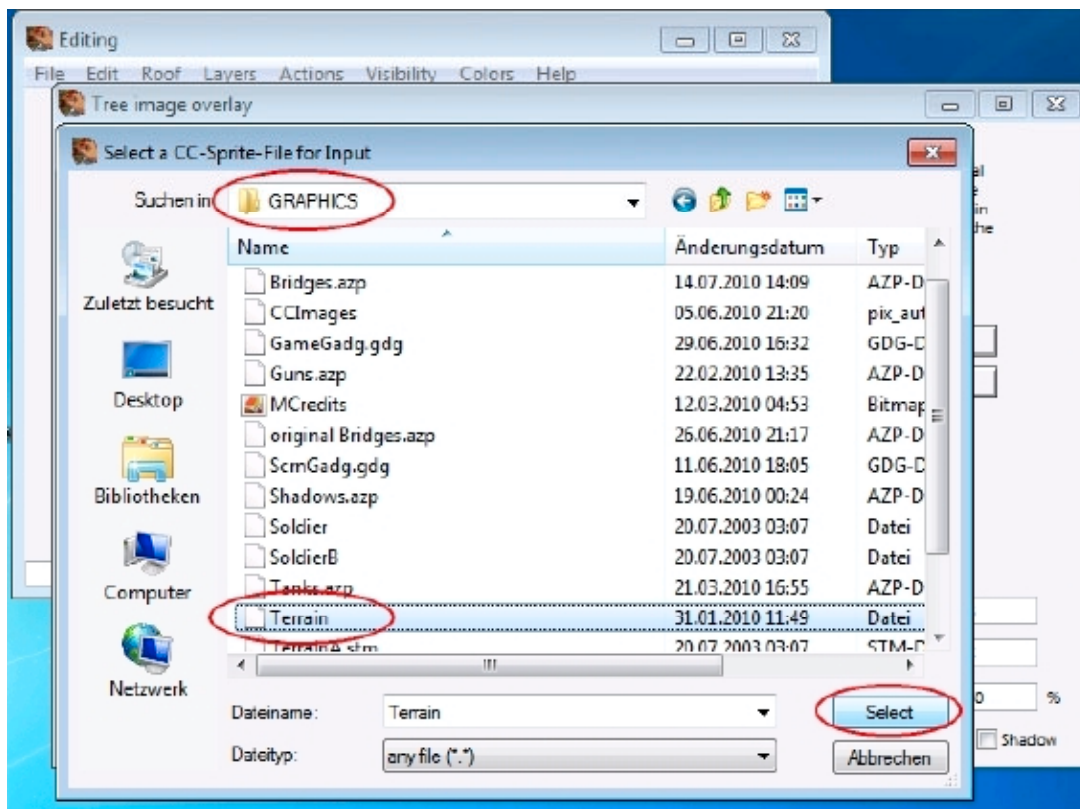 Editing
File Edit Roof Layers Actions Visibility Colors Help
Tree image overlay
Select a CC-Sprite-File for Input
Suchen in GRAPHICS
Name Änderungsdatum Typ
Bridges.azp 14.07.2010 14:09 AZP-D
CCImages 05.06.2010 21:20 pix_aut
GameGadg.gdg 29.06.2010 16:32 GDG-D
Guns.azp 22.02.2010 13:35 AZP-D
MCredits 12.03.2010 04:53 Bitmap
original Bridges.azp 26.06.2010 21:17 AZP-D
ScrnGadg.gdg 11.06.2010 18:05 GDG-D
Shadows.azp 19.06.2010 00:24 AZP-D
Soldier 20.07.2003 03:07 Datei
SoldierB 20.07.2003 03:07 Datei
Tanks.azp 21.03.2010 16:55 AZP-D
Terrain 31.01.2010 11:49 Datei
TerrainA.stm 20.07.2003 03:07 STM-D
Zuletzt besucht
Desktop
Bibliotheken
Computer
Netzwerk
Dateiname: Terrain Select
Dateityp: any file (*.*) Abbrechen
in
he
0 %
Shadow